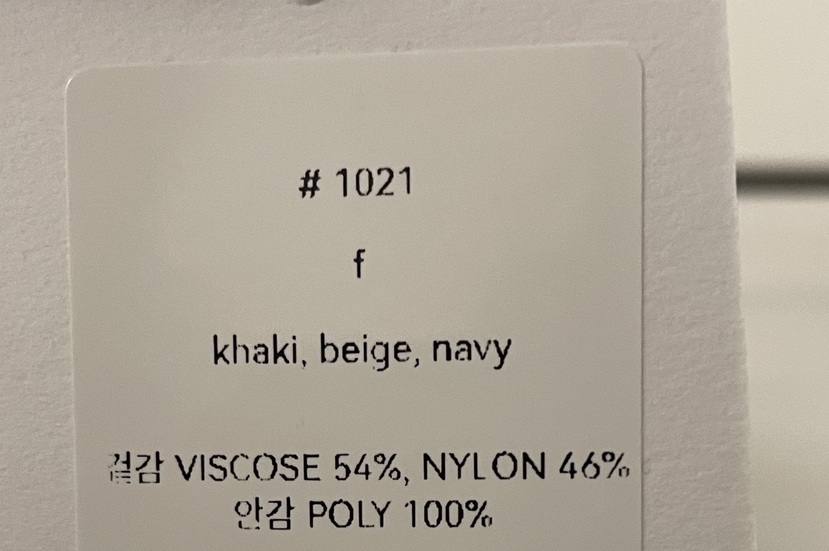 # 1021
f
khaki, beige, navy
겉감 VISCOSE 54%, NYLON 46%
안감 POLY 100%